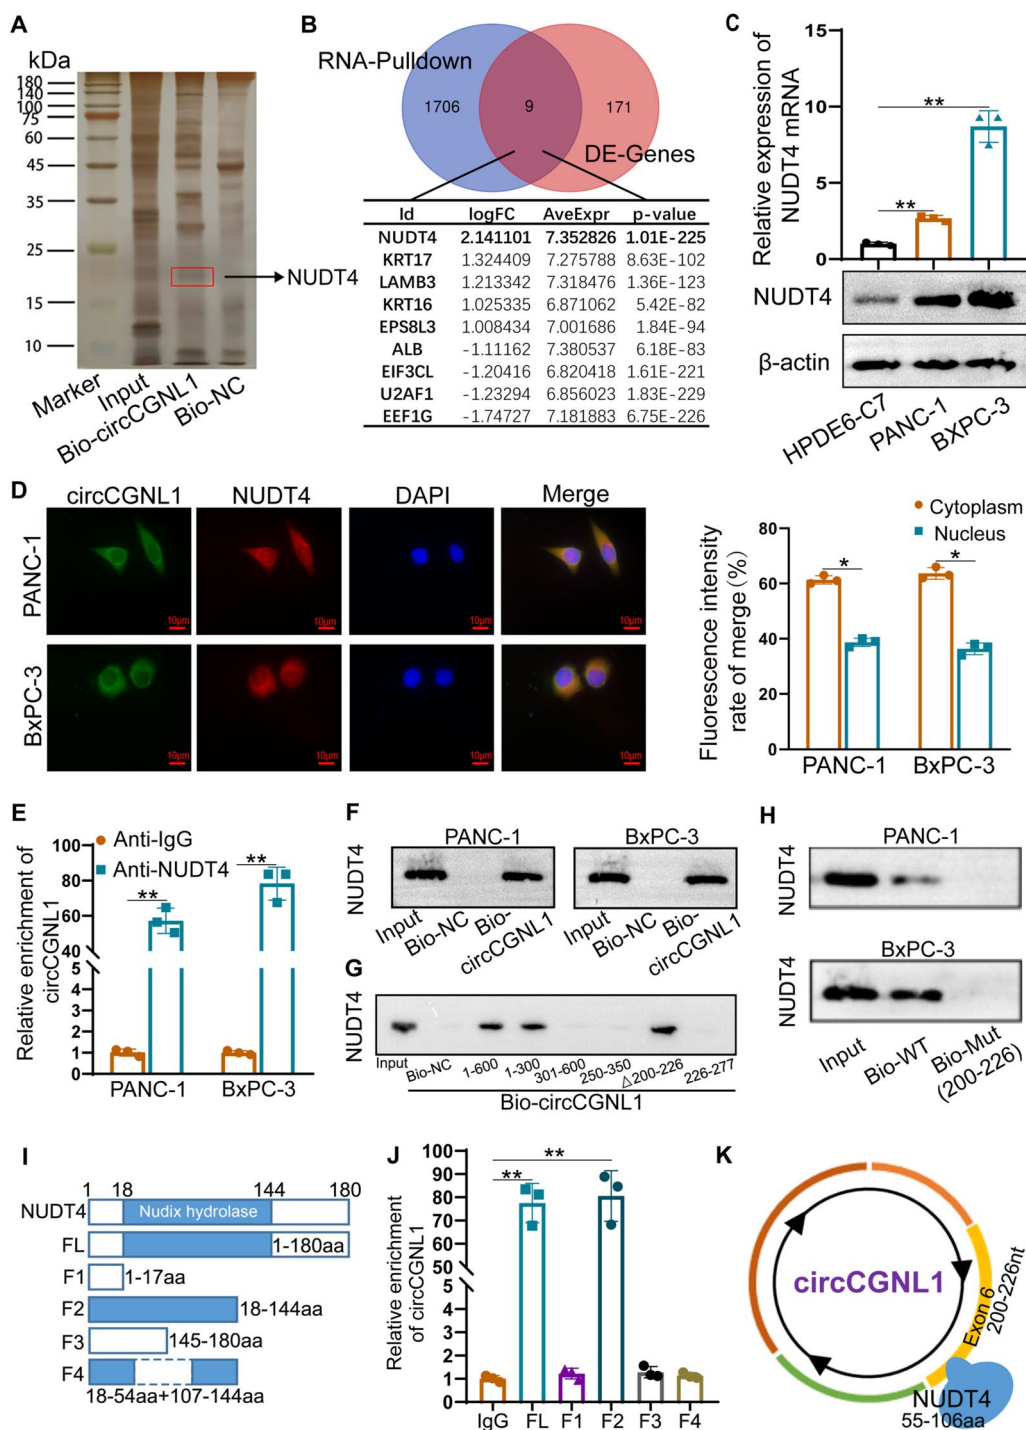 A
kDa
180
140
100
75
60
45
35
25
15
10
NUDT4
Marker
Input
Bio-circCGNL1
Bio-NC
B
RNA-Pulldown
1706
9
171
DE-Genes
Id logFC AveExpr p-value
NUDT4 2.141101 7.352826 1.01E-225
KRT17 1.324409 7.275788 8.63E-102
LAMB3 1.213342 7.318476 1.36E-123
KRT16 1.025335 6.871062 5.42E-82
EPS8L3 1.008434 7.001686 1.84E-94
ALB -1.11162 7.380537 6.18E-83
EIF3CL -1.20416 6.820418 1.61E-221
U2AF1 -1.23294 6.856023 1.83E-229
EEF1G -1.74727 7.181883 6.75E-226
C
Relative expression of
NUDT4 mRNA
15
10
5
0
**
**
NUDT4
β-actin
HPDE6-C7
PANC-1
BXPC-3
D
circCGNL1 NUDT4 DAPI Merge
PANC-1
10μm 10μm 10μm 10μm
BxPC-3
10μm 10μm 10μm 10μm
Fluorescence intensity
rate of merge(%)
Cytoplasm
Nucleus
80
60
40
20
0
*
*
PANC-1 BxPC-3
E
Anti-IgG
Anti-NUDT4
Relative enrichment of
circCGNL1
100
80
60
40
5
4
3
2
1
0
**
**
PANC-1 BxPC-3
F
PANC-1 BxPC-3
NUDT4 NUDT4
Input
Bio-NC
Bio-
circCGNL1
Input
Bio-NC
Bio-
circCGNL1
G
NUDT4
Input Bio-NC 1-600 1-300 301-600 250-350 △200-226 226-277
Bio-circCGNL1
H
PANC-1
NUDT4
BxPC-3
NUDT4
Input
Bio-WT
Bio-Mut
(200-226)
I
1 18 144 180
NUDT4 Nudix hydrolase
FL 1-180aa
F1 1-17aa
F2 18-144aa
F3 145-180aa
F4
18-54aa+107-144aa
J
Relative enrichment
of circCGNL1
100
90
80
70
60
50
40
30
20
10
5
4
3
2
1
0
**
**
IgG FL F1 F2 F3 F4
K
circCGNL1
Exon 6
200-226nt
NUDT4
55-106aa